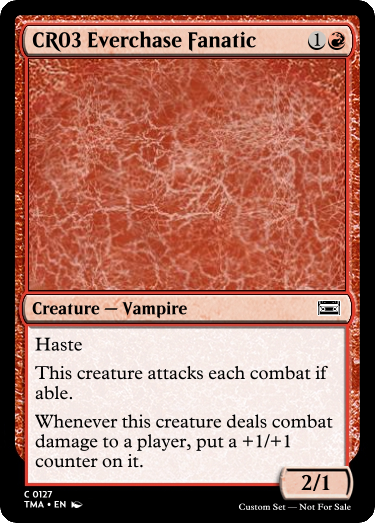 CR03 Everchase Fanatic 1
Creature — Vampire
Haste
This creature attacks each combat if
able.
Whenever this creature deals combat
damage to a player, put a +1/+1
counter on it.
2/1
C 0127
TMA • EN
Custom Set — Not For Sale